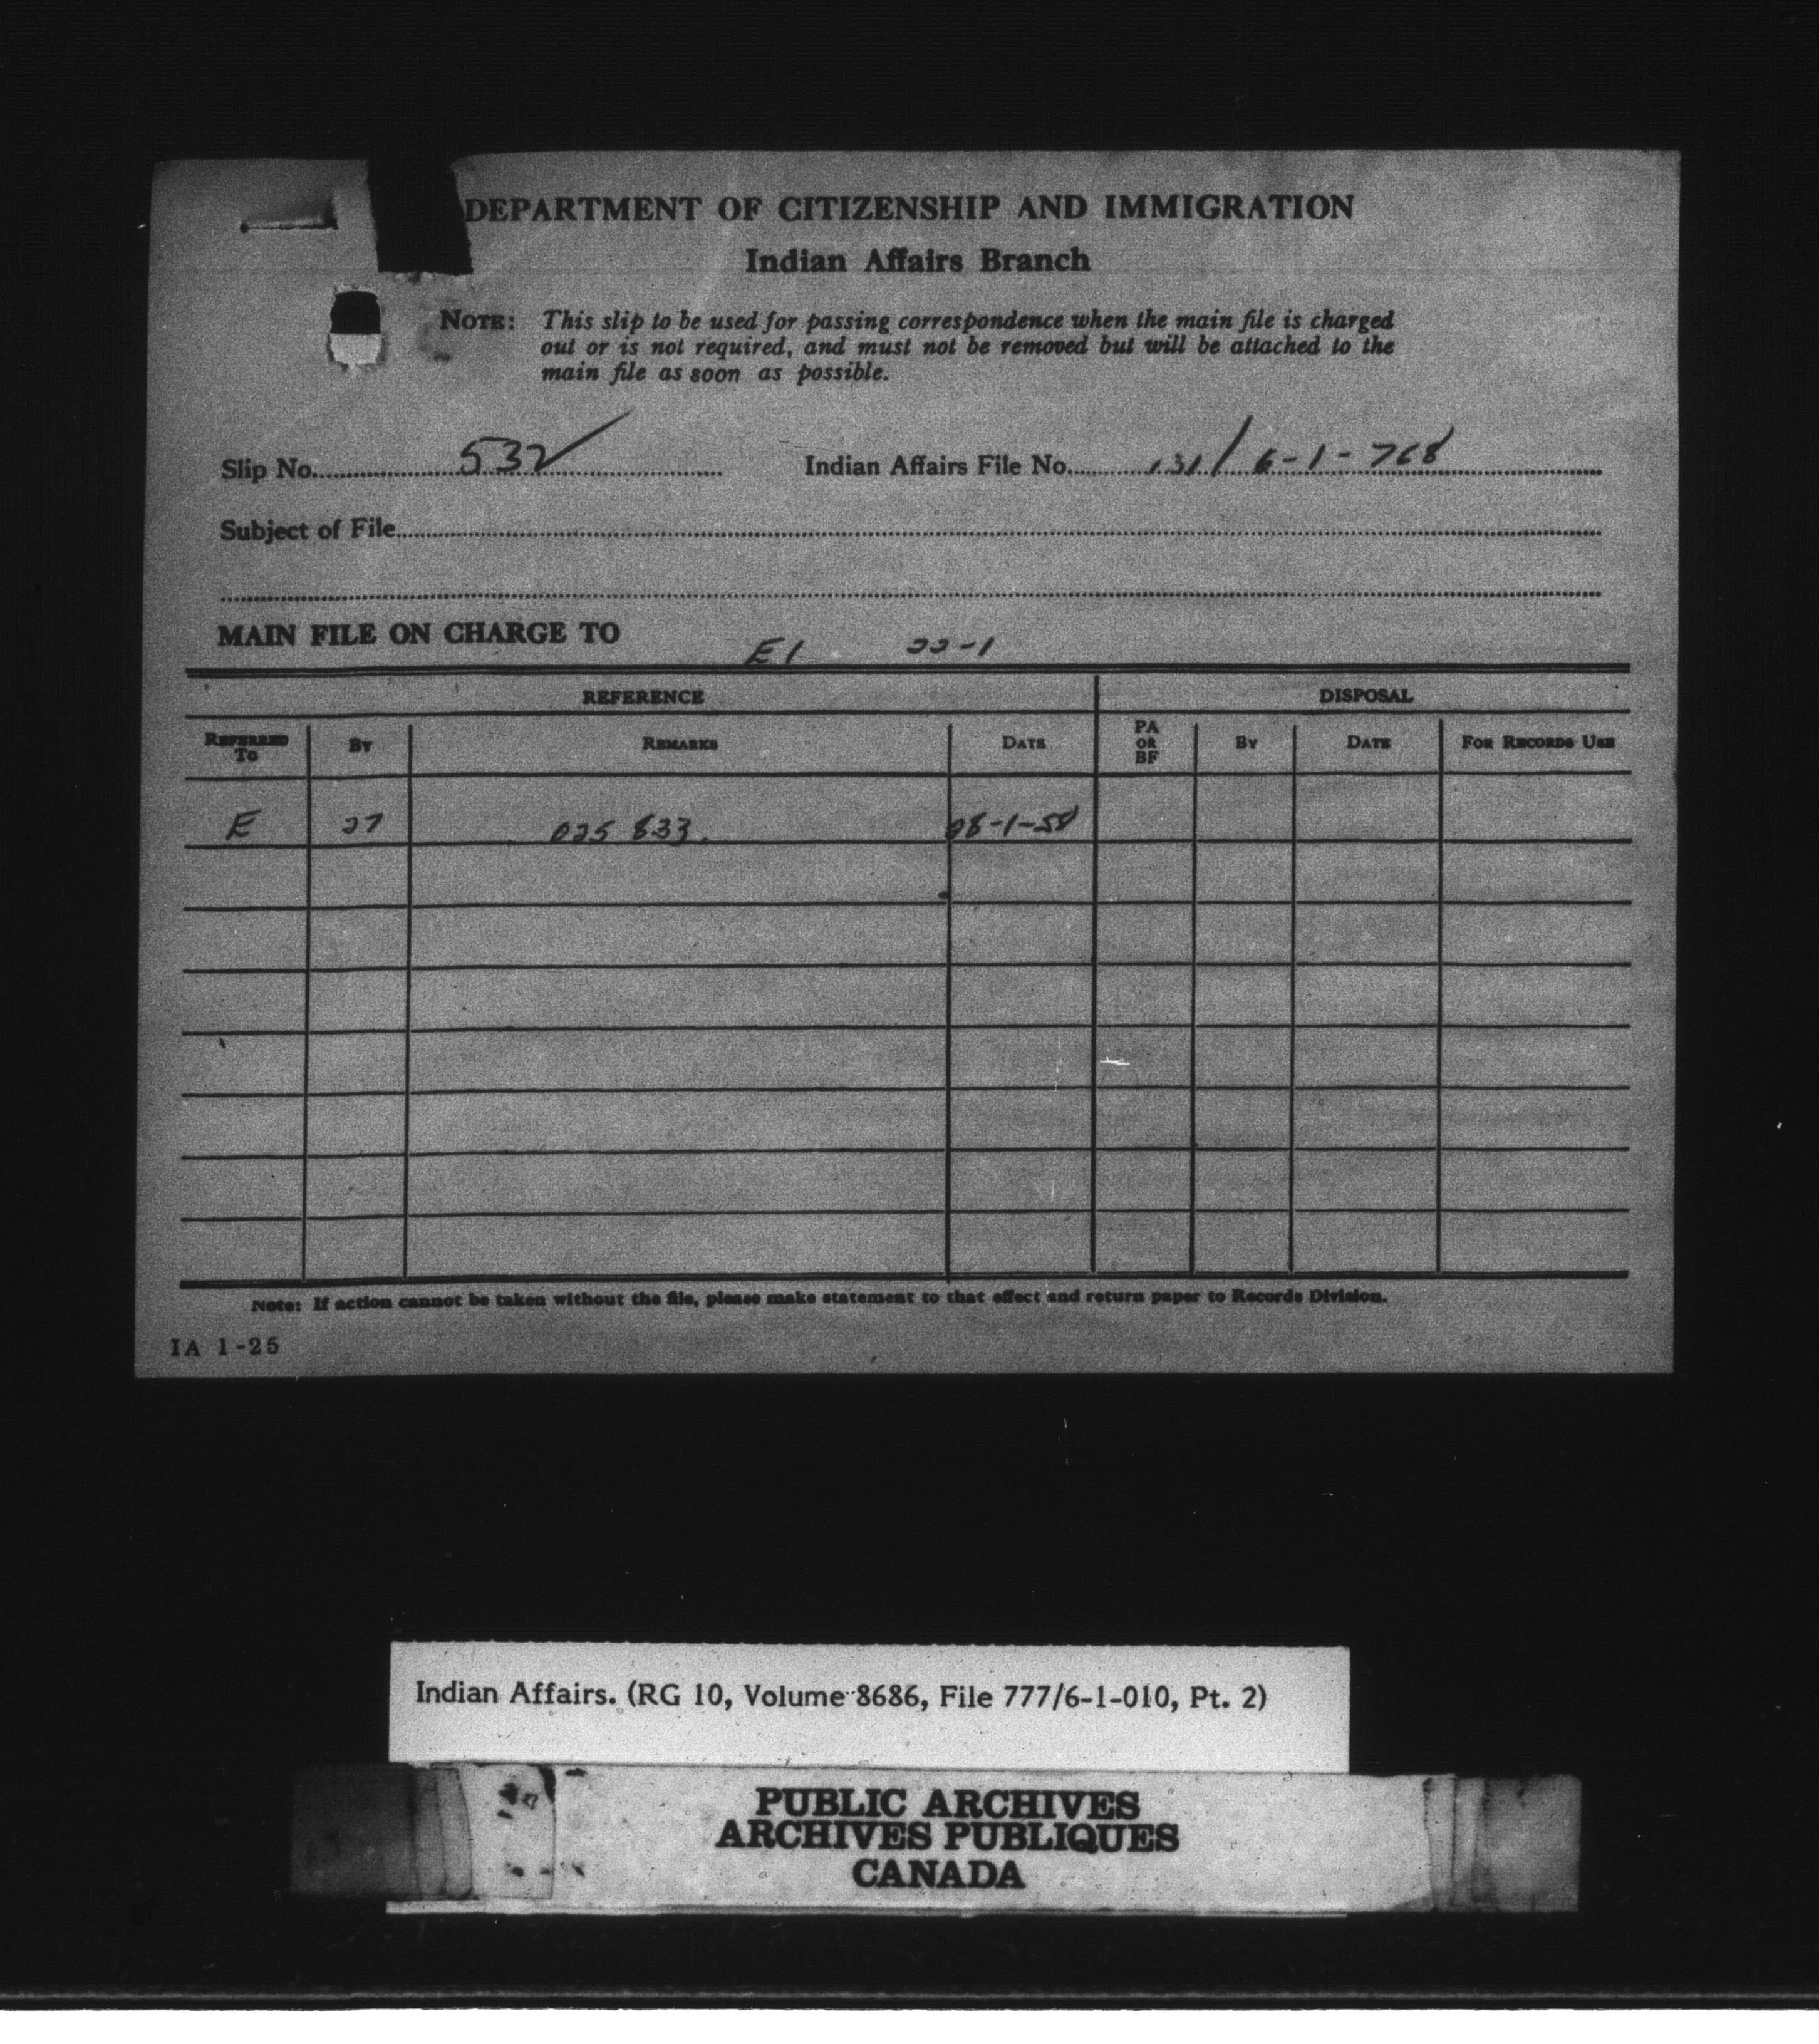 DEPARTMENT OF CITIZENSHIP AND IMMIGRATION
Indian Affairs Branch
NOTE: This slip to be used for passing correspondence when the main file is charged
out or is not required, and must not be removed but will be attached to the
main file as soon as possible.
Slip No. 532 Indian Affairs File No. 131/6-1-768
Subject of File
MAIN FILE ON CHARGE TO E1 22-1
REFERENCE DISPOSAL
REFERRED TO BY REMARKS DATE PA OR BF BY DATE FOR RECORDS USE
E 27 025 833. 08-1-58
Note: If action cannot be taken without the file, please make statement to that effect and return paper to Records Division.
IA 1-25
Indian Affairs. (RG 10, Volume 8686, File 777/6-1-010, Pt. 2)
PUBLIC ARCHIVES
ARCHIVES PUBLIQUES
CANADA